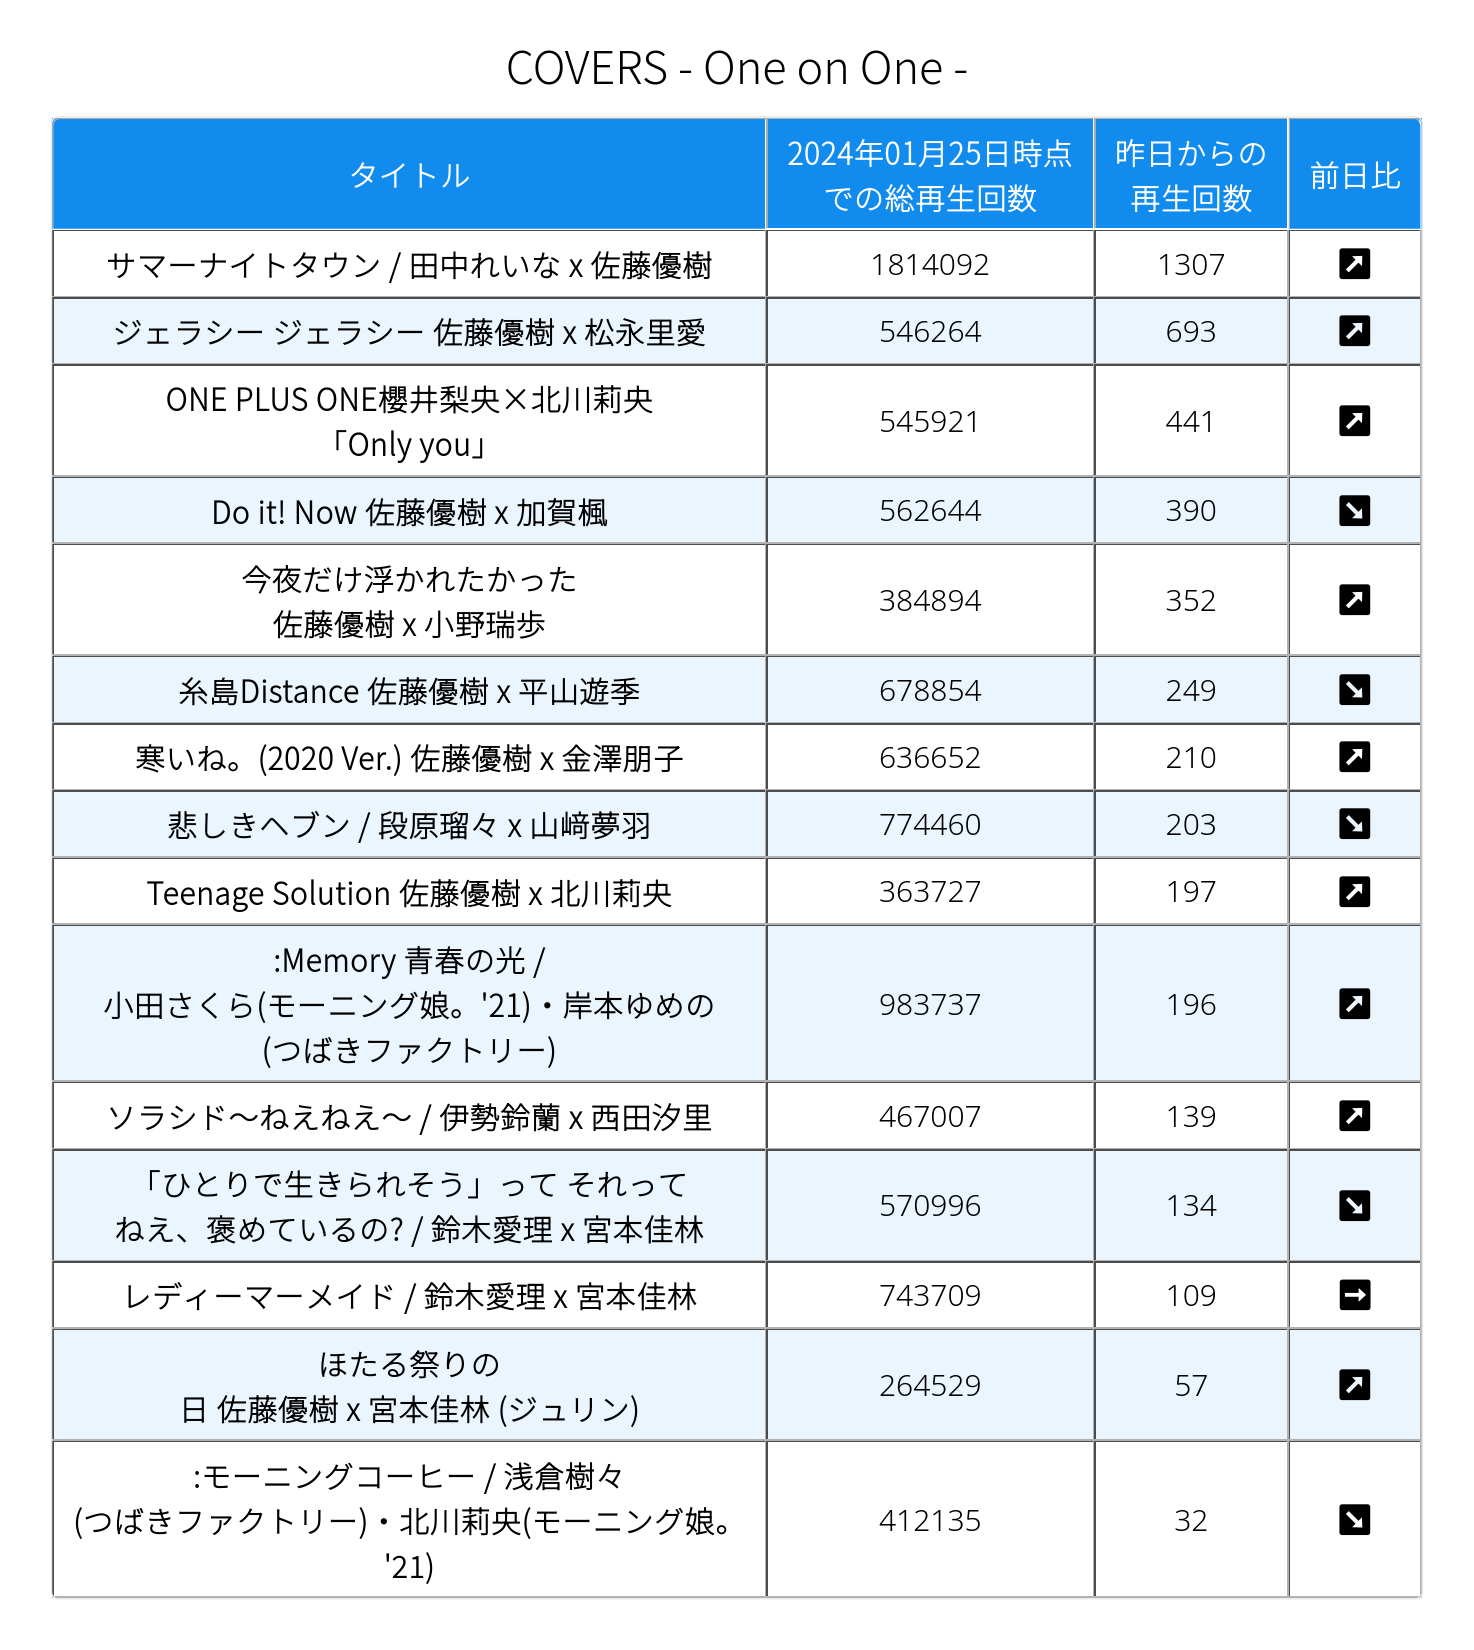 COVERS - One on One -
タイトル
2024年01月25日時点
での総再生回数
昨日からの
再生回数
前日比
サマーナイトタウン / 田中れいな x 佐藤優樹
1814092
1307
ジェラシー ジェラシー 佐藤優樹 x 松永里愛
546264
693
ONE PLUS ONE櫻井梨央×北川莉央
「Only you」
545921
441
Do it! Now 佐藤優樹 x 加賀楓
562644
390
今夜だけ浮かれたかった
佐藤優樹 x 小野瑞歩
384894
352
糸島Distance 佐藤優樹 x 平山遊季
678854
249
寒いね。(2020 Ver.) 佐藤優樹 x 金澤朋子
636652
210
悲しきヘブン / 段原瑠々 x 山﨑夢羽
774460
203
Teenage Solution 佐藤優樹 x 北川莉央
363727
197
:Memory 青春の光 /
小田さくら(モーニング娘。'21)・岸本ゆめの
(つばきファクトリー)
983737
196
ソラシド〜ねえねえ〜 / 伊勢鈴蘭 x 西田汐里
467007
139
「ひとりで生きられそう」って それって
ねえ、褒めているの? / 鈴木愛理 x 宮本佳林
570996
134
レディーマーメイド / 鈴木愛理 x 宮本佳林
743709
109
ほたる祭りの
日 佐藤優樹 x 宮本佳林 (ジュリン)
264529
57
:モーニングコーヒー / 浅倉樹々
(つばきファクトリー)・北川莉央(モーニング娘。
'21)
412135
32